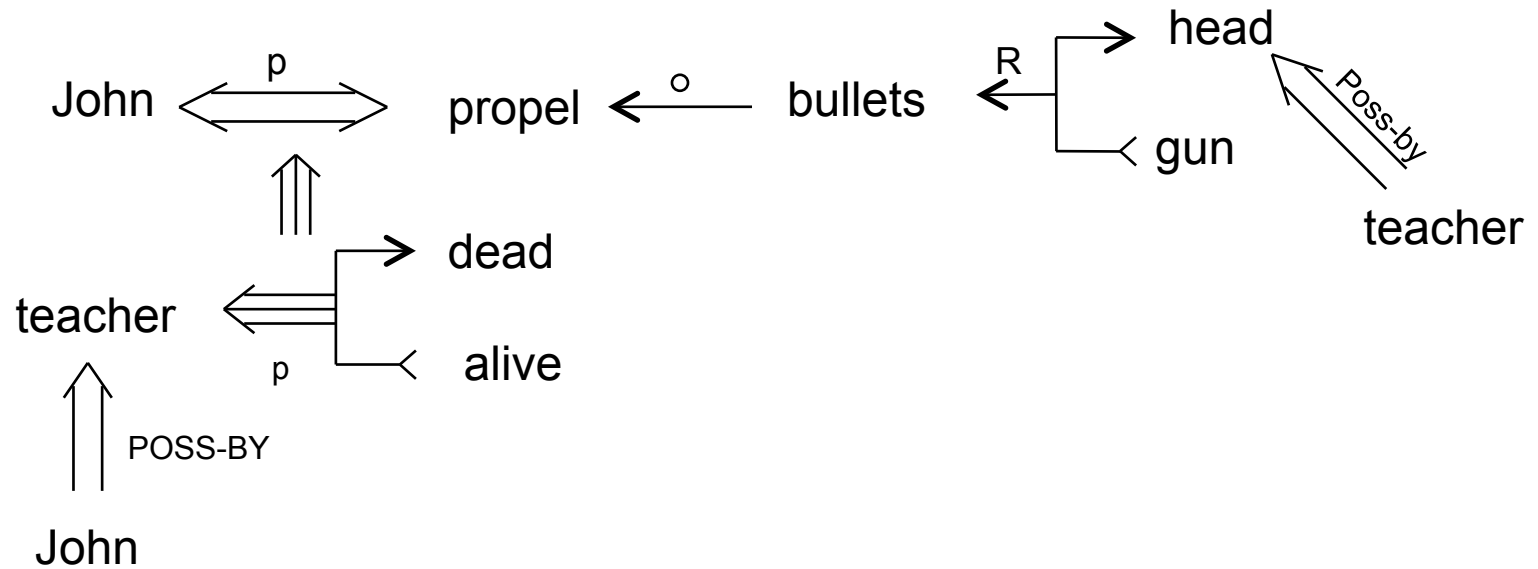 head
p
R
John
propel
o
bullets
Poss-by
gun
teacher
dead
teacher
p
alive
POSS-BY
John